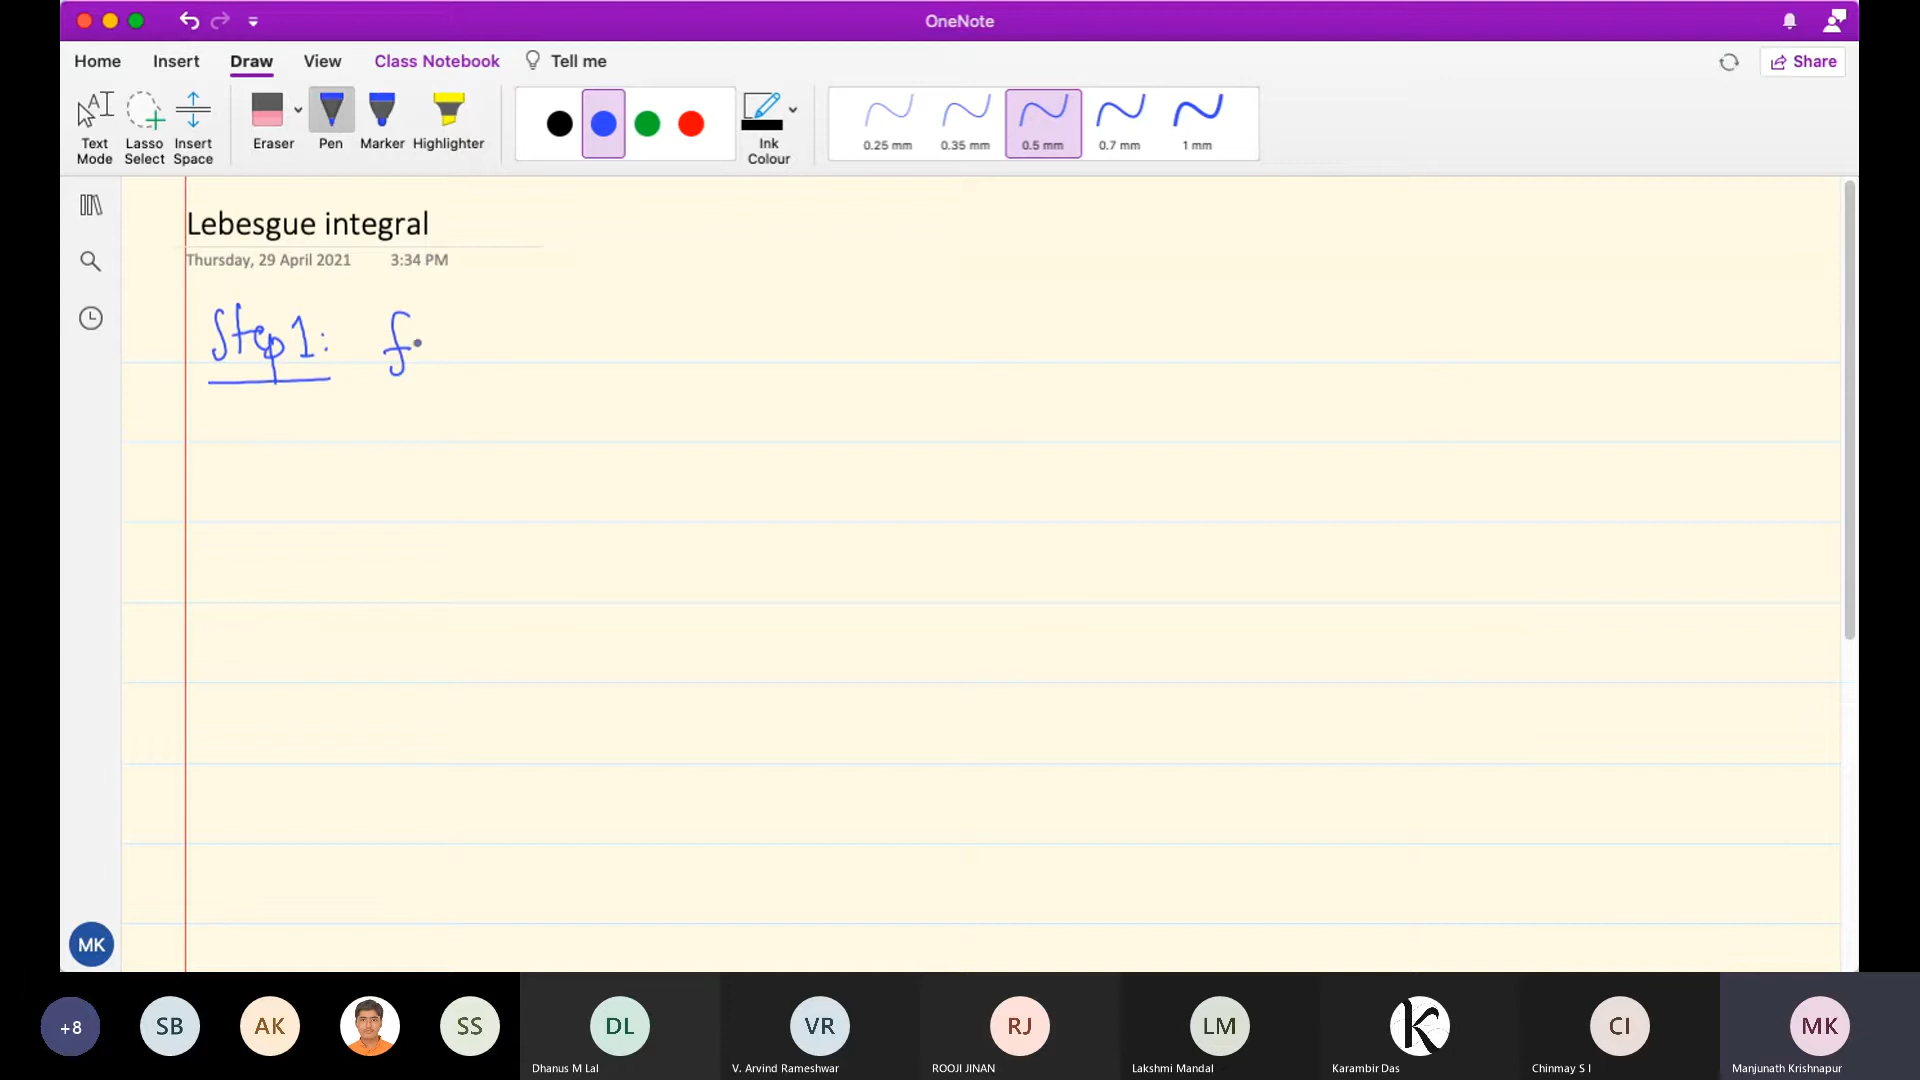 OneNote
Home Insert Draw View Class Notebook Tell me Share
Text Mode Lasso Select Insert Space Eraser Pen Marker Highlighter Ink Colour 0.25 mm 0.35 mm 0.5 mm 0.7 mm 1 mm
Lebesgue integral
Thursday, 29 April 2021 3:34 PM
Step 1: f
MK
+8 SB AK SS DL VR RJ LM K CI MK
Dhanus M Lal V. Arvind Rameshwar ROOJI JINAN Lakshmi Mandal Karambir Das Chinmay S I Manjunath Krishnapur